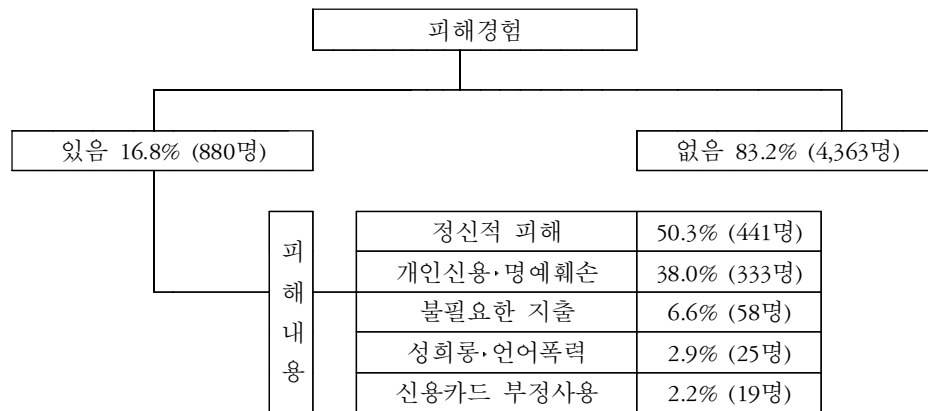 피해경험
있음 16.8% (880명)
없음 83.2% (4,363명)
피해내용
정신적 피해 50.3% (441명)
개인신용·명예훼손 38.0% (333명)
불필요한 지출 6.6% (58명)
성희롱·언어폭력 2.9% (25명)
신용카드 부정사용 2.2% (19명)